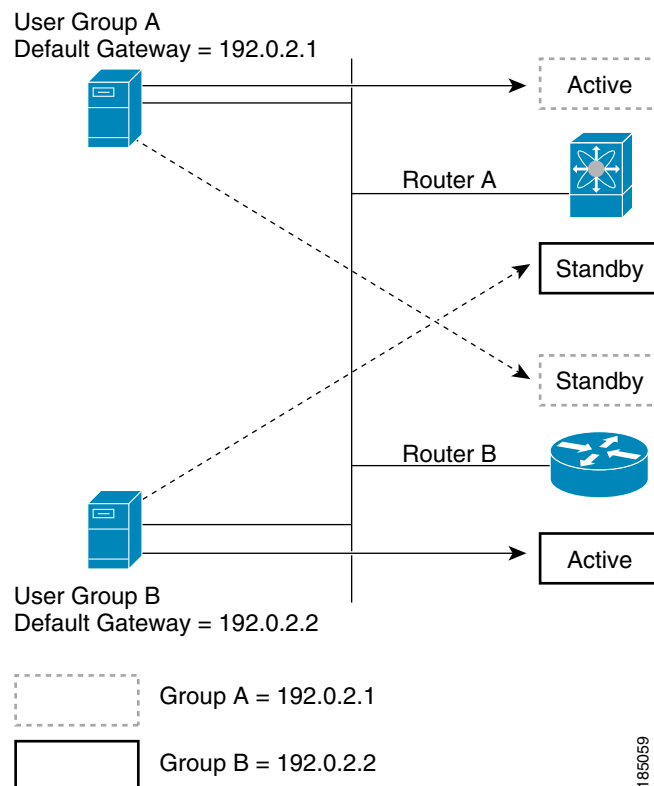 User Group A
Default Gateway = 192.0.2.1
Active
Router A
Standby
Standby
Router B
Active
User Group B
Default Gateway = 192.0.2.2
Group A = 192.0.2.1
Group B = 192.0.2.2
185059